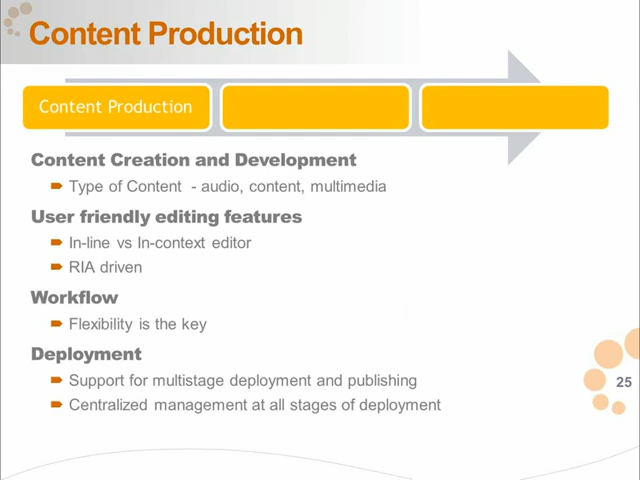 Content Production
Content Production
Content Creation and Development
Type of Content - audio, content, multimedia
User friendly editing features
In-line vs In-context editor
RIA driven
Workflow
Flexibility is the key
Deployment
Support for multistage deployment and publishing
Centralized management at all stages of deployment
25